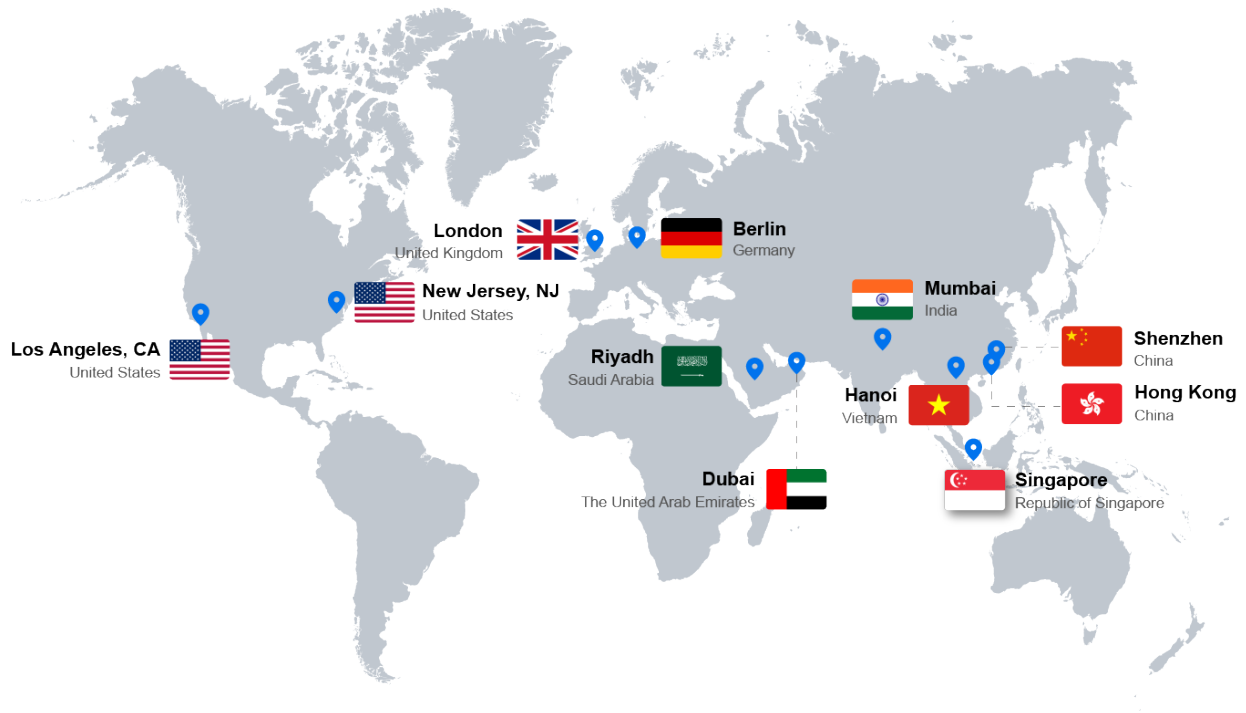 London
United Kingdom
Berlin
Germany
New Jersey, NJ
United States
Los Angeles, CA
United States
Mumbai
India
Shenzhen
China
Riyadh
Saudi Arabia
Hanoi
Vietnam
Hong Kong
China
Dubai
The United Arab Emirates
Singapore
Republic of Singapore